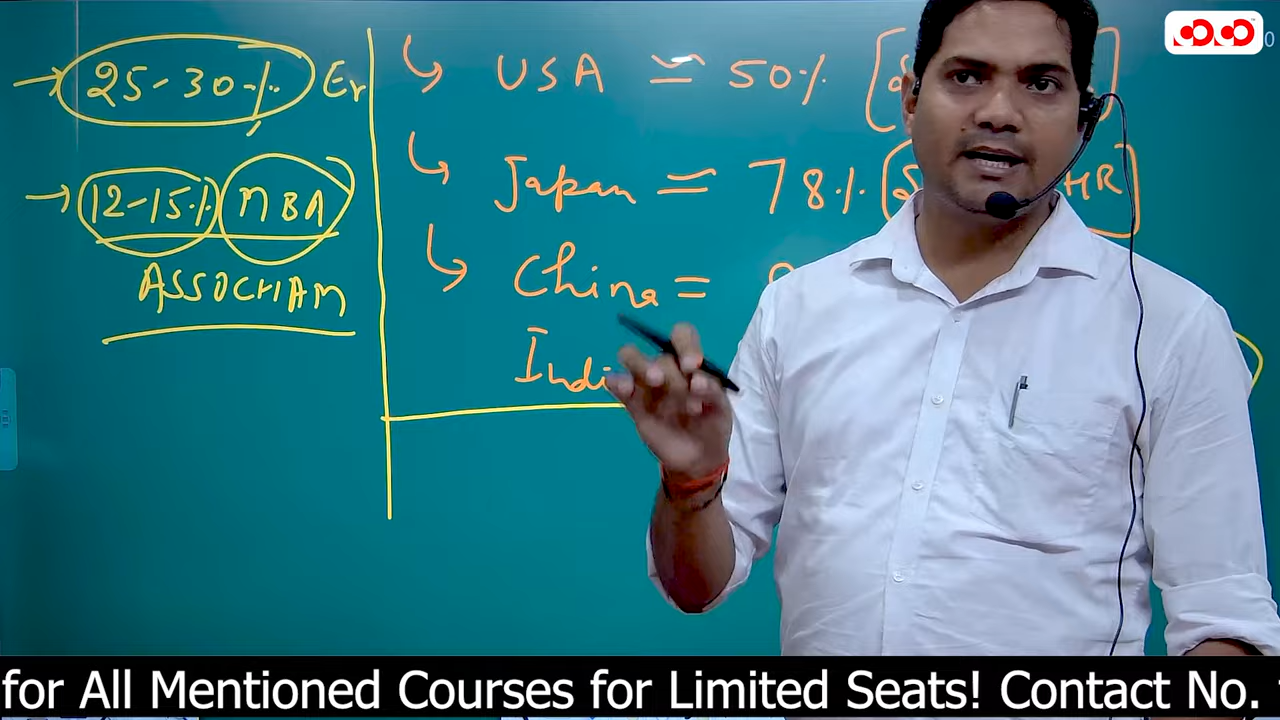 → 25-30% Er
→ 12-15% MBA
ASSOCHAM
↳ USA ≃ 50% [
↳ Japan ≃ 78% [S HR]
↳ China =
Indi
for All Mentioned Courses for Limited Seats! Contact No.